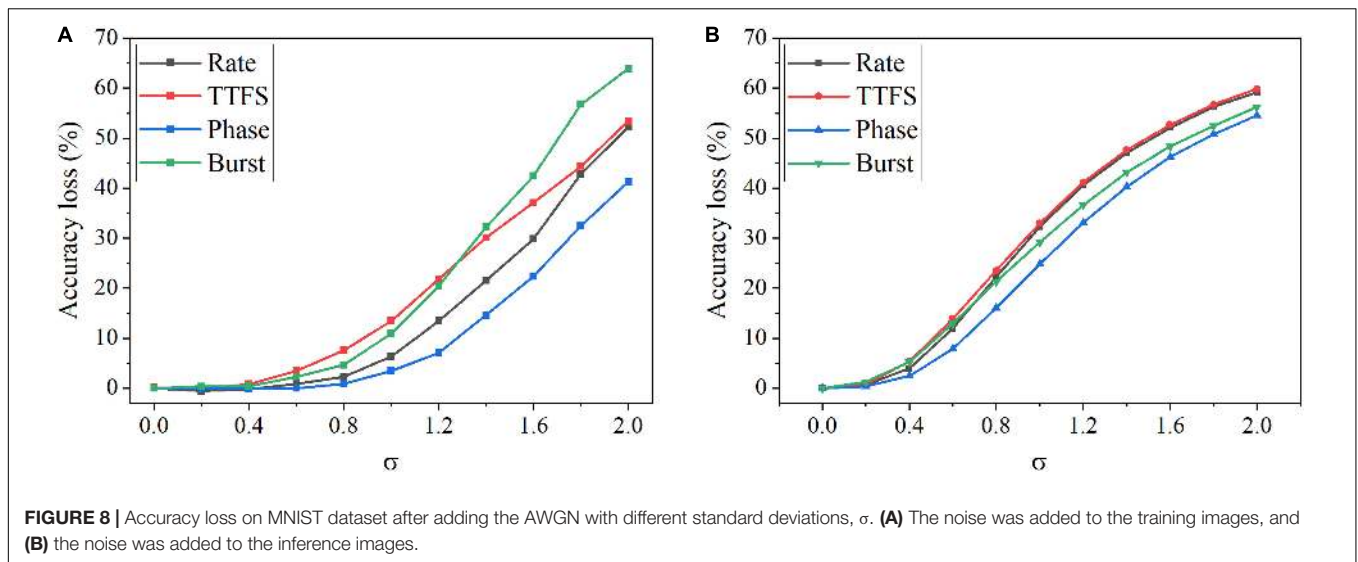 A
70
60
50
40
30
20
10
0
Accuracy loss (%)
Rate
TTFS
Phase
Burst
0.0 0.4 0.8 1.2 1.6 2.0
σ
B
70
60
50
40
30
20
10
0
Accuracy loss (%)
Rate
TTFS
Phase
Burst
0.0 0.4 0.8 1.2 1.6 2.0
σ
FIGURE 8 | Accuracy loss on MNIST dataset after adding the AWGN with different standard deviations, σ. (A) The noise was added to the training images, and
(B) the noise was added to the inference images.